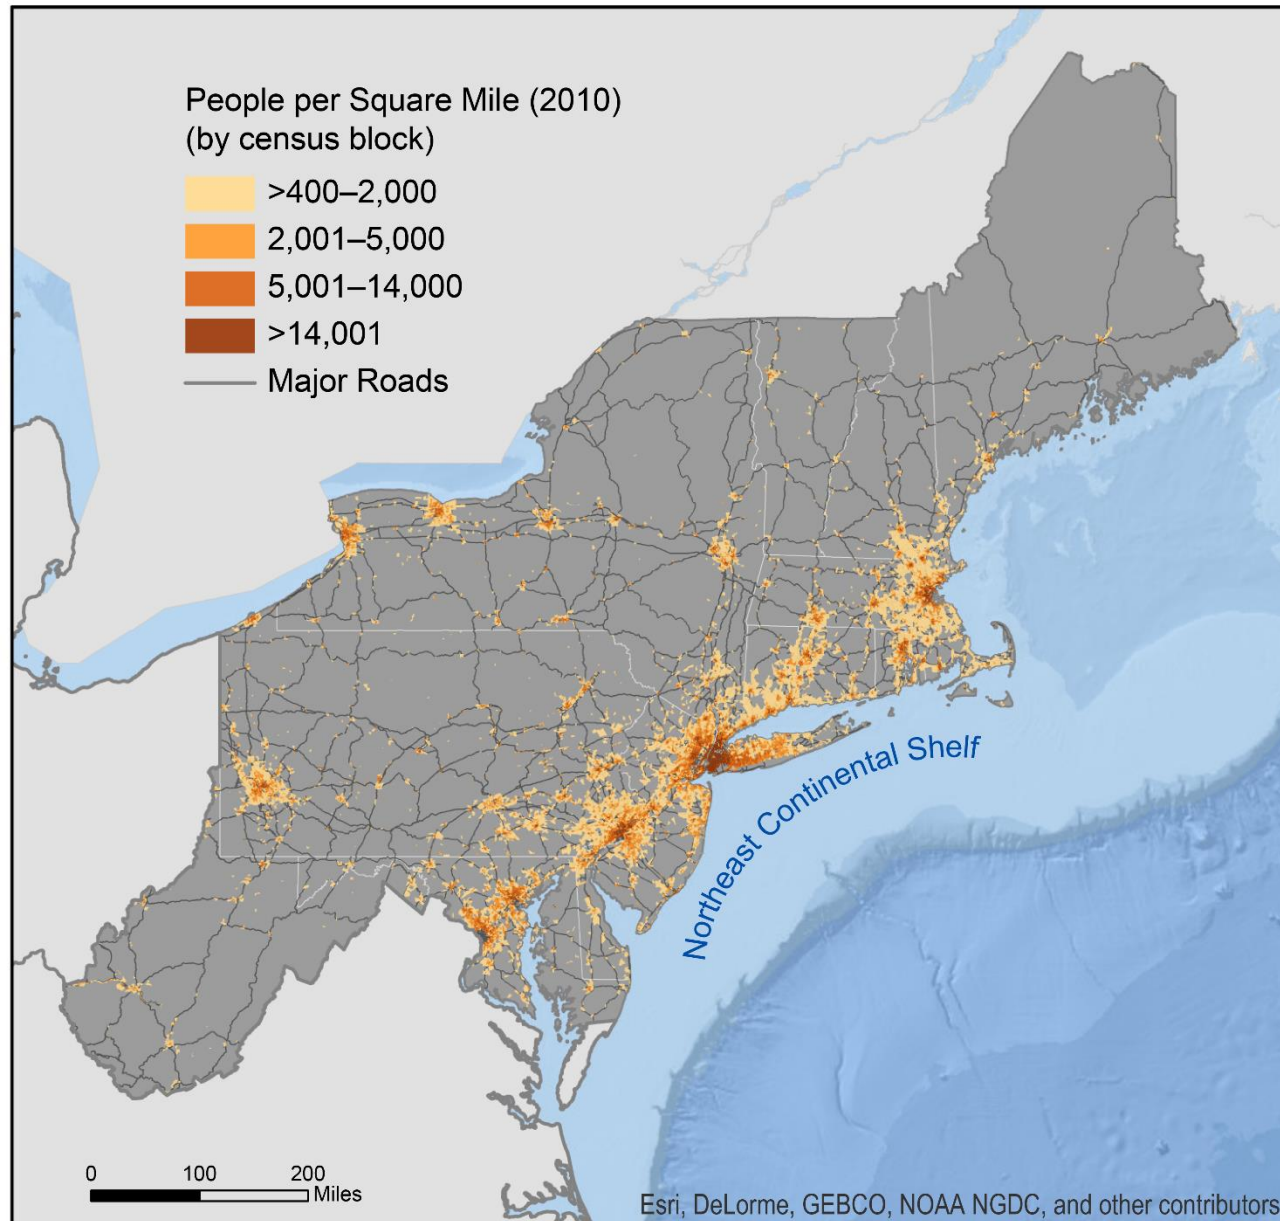 People per Square Mile (2010)
(by census block)
>400–2,000
2,001–5,000
5,001–14,000
>14,001
Major Roads
Northeast Continental Shelf
0 100 200
Miles
Esri, DeLorme, GEBCO, NOAA NGDC, and other contributors